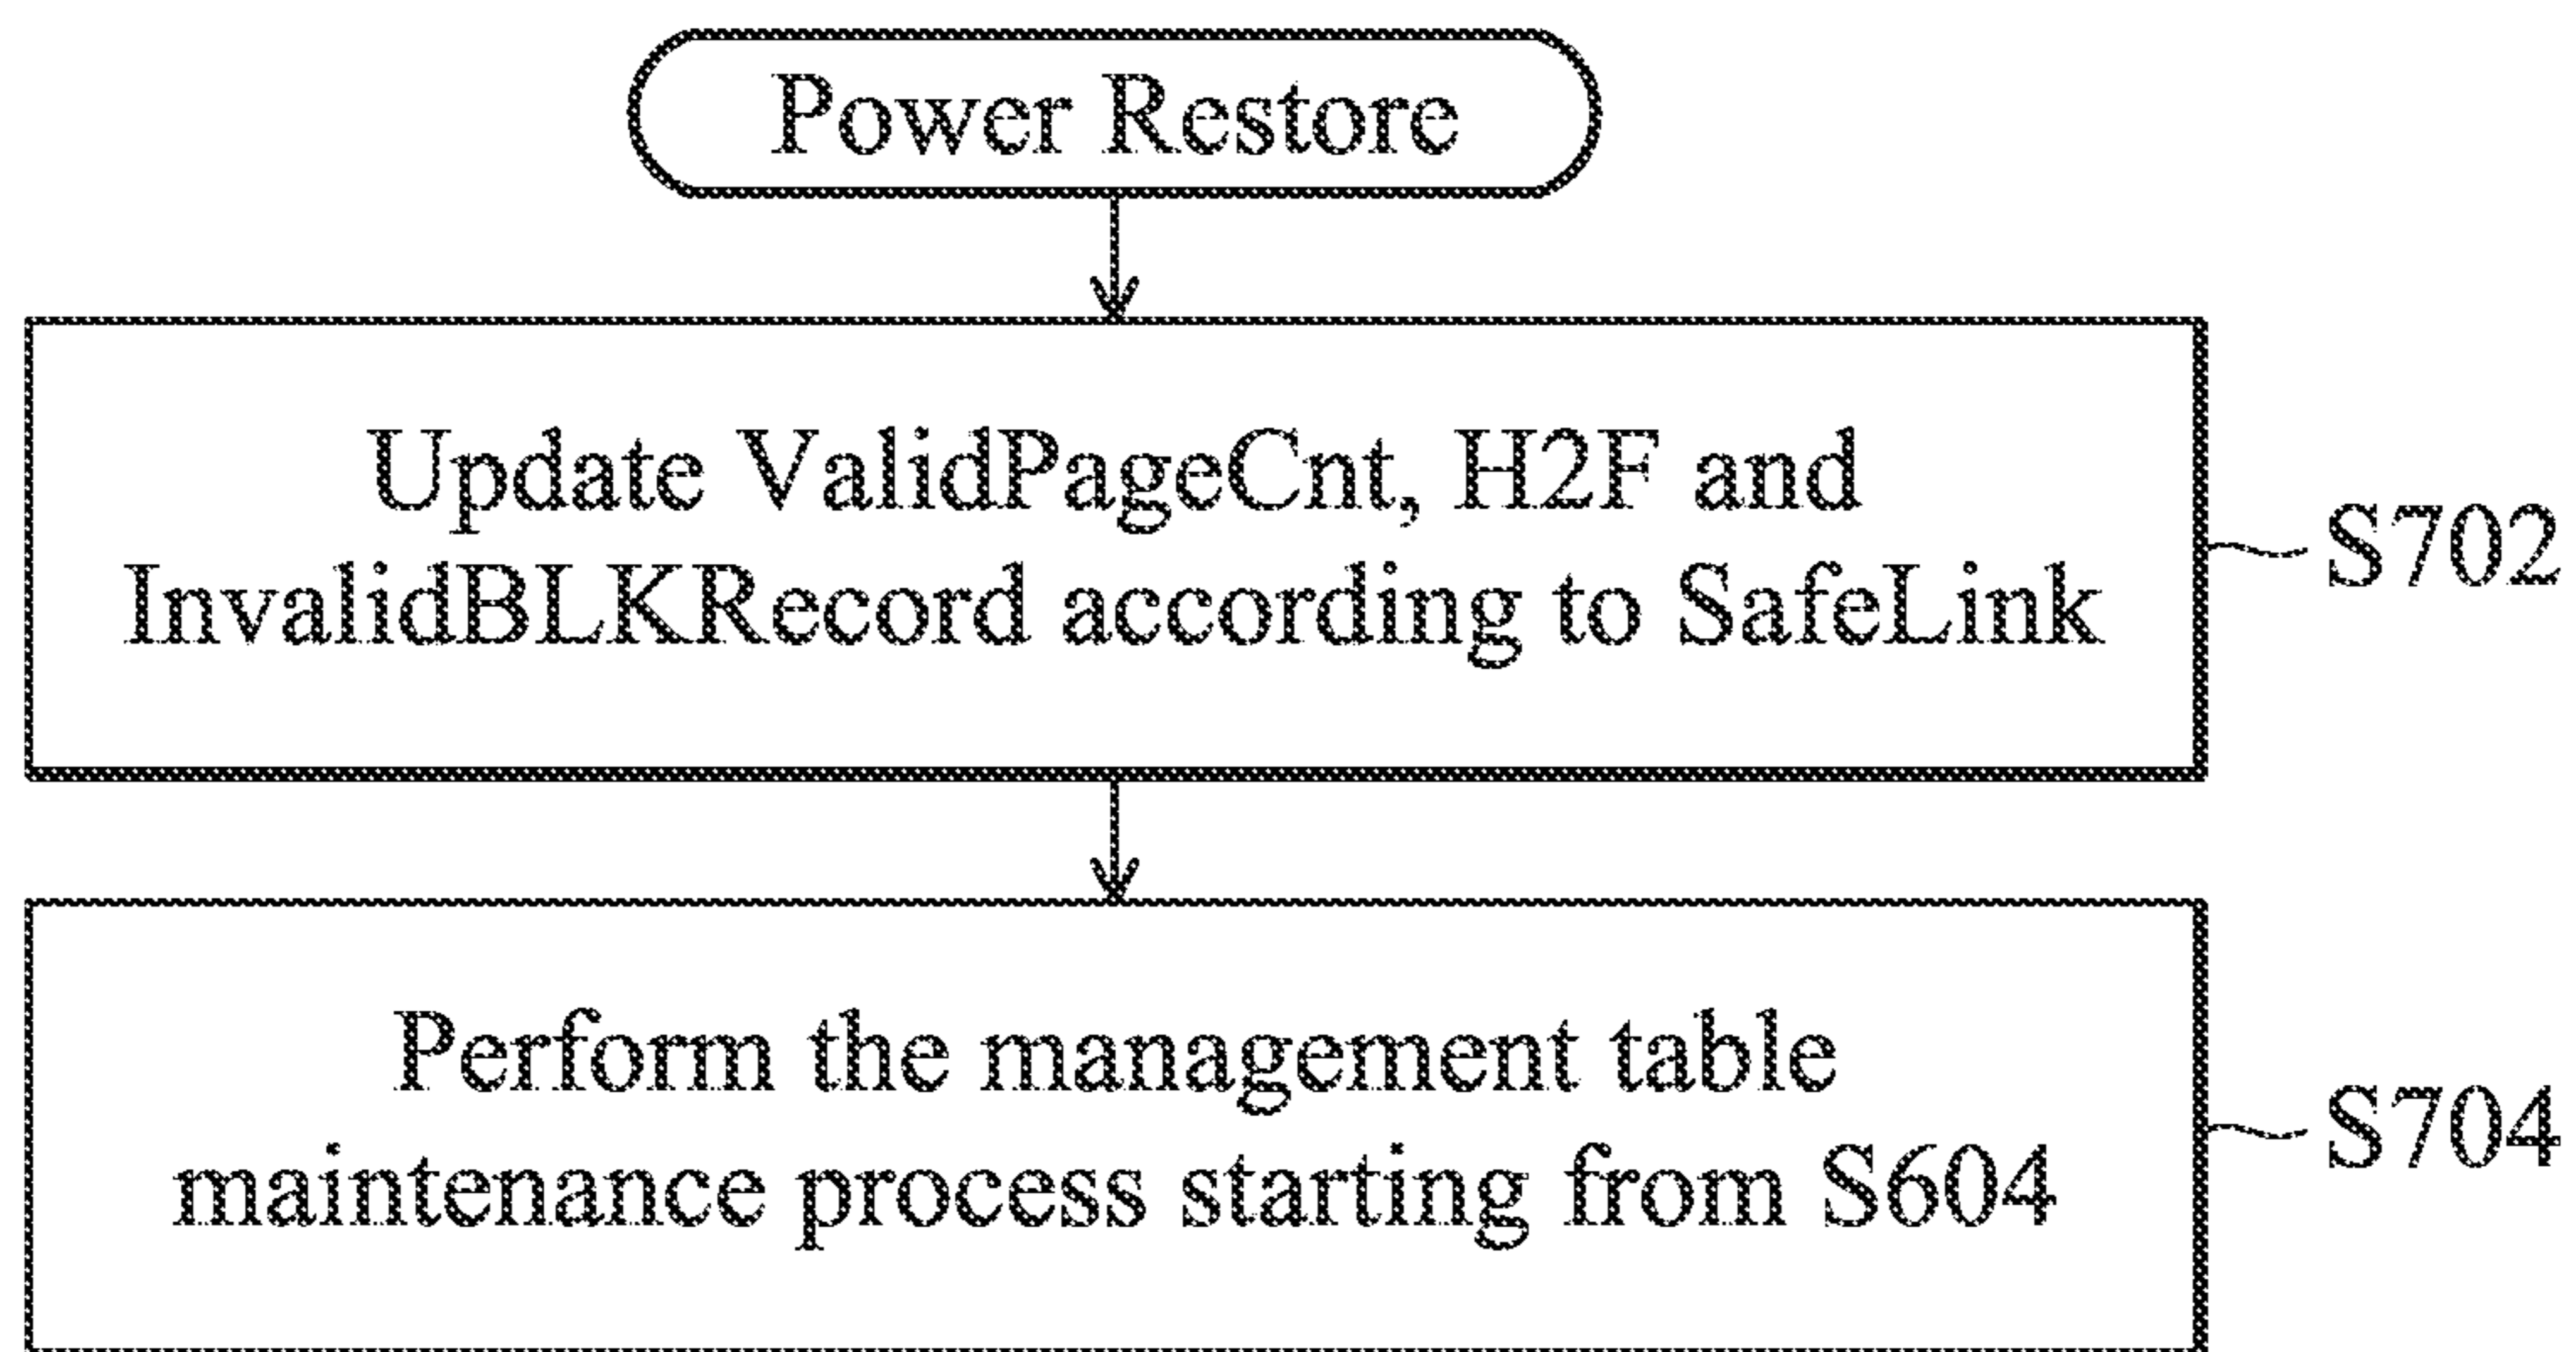 Power Restore
Update ValidPageCnt, H2F and
InvalidBLKRecord according to SafeLink
S702
Perform the management table
maintenance process starting from S604
S704